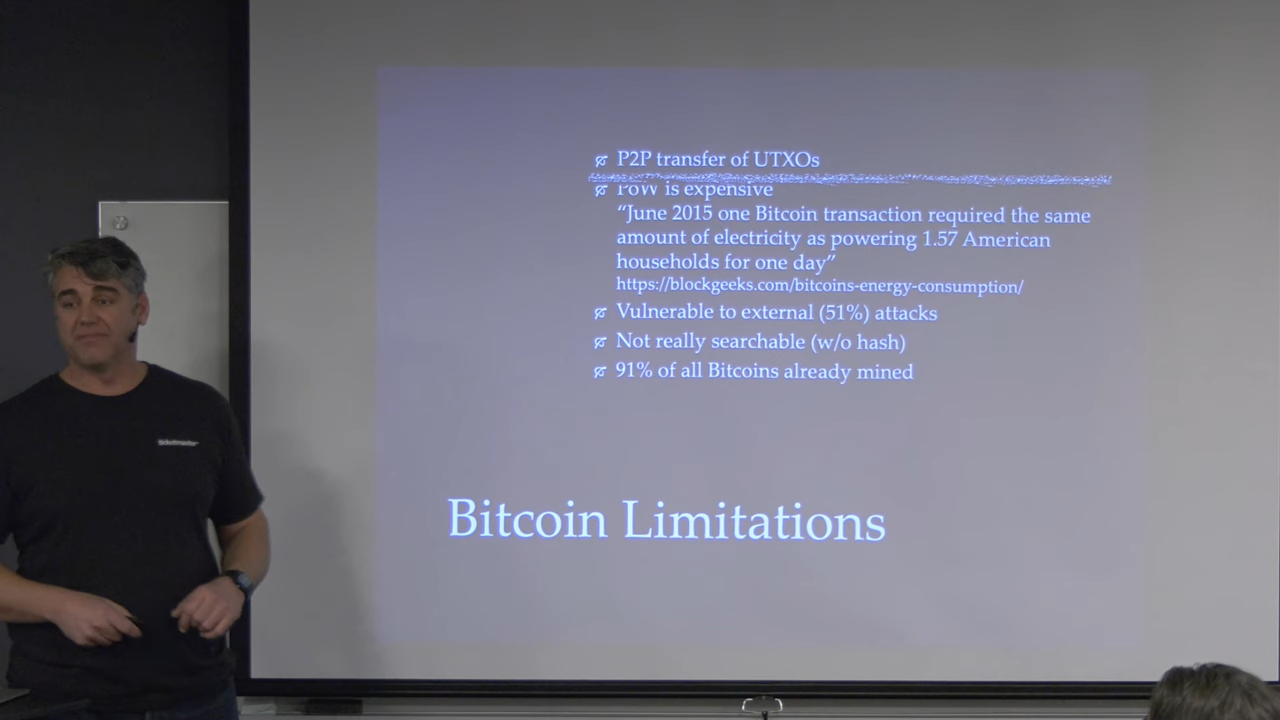 P2P transfer of UTXOs
PoW is expensive
“June 2015 one Bitcoin transaction required the same
amount of electricity as powering 1.57 American
households for one day”
https://blockgeeks.com/bitcoins-energy-consumption/
Vulnerable to external (51%) attacks
Not really searchable (w/o hash)
91% of all Bitcoins already mined
ticketmaster
Bitcoin Limitations